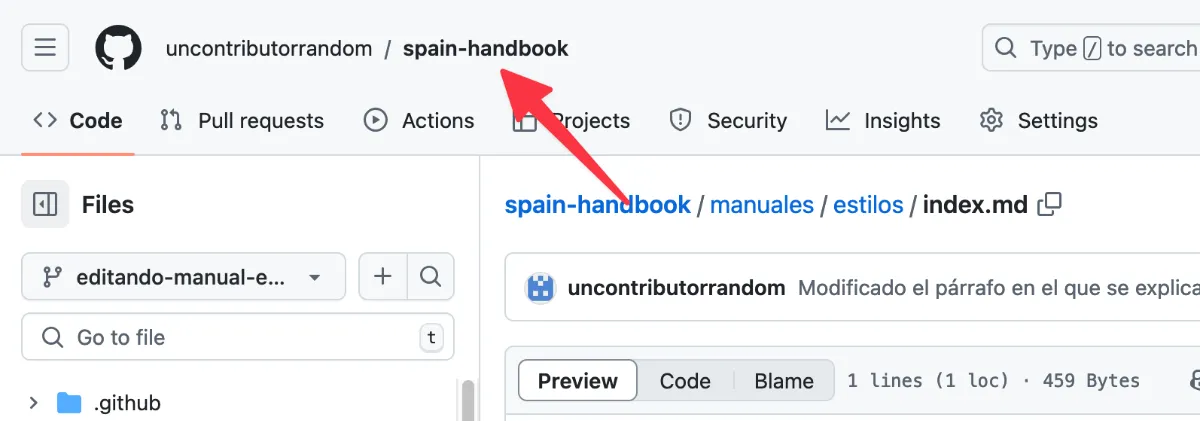 uncontributorrandom / spain-handbook
Type / to search
Code Pull requests Actions Projects Security Insights Settings
Files
spain-handbook / manuales / estilos / index.md
editando-manual-e...
uncontributorrandom Modificado el párrafo en el que se explica
Go to file t
Preview Code Blame 1 lines (1 loc) · 459 Bytes
.github